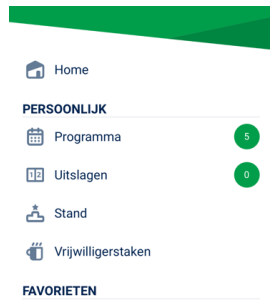 Home
PERSOONLIJK
Programma 5
Uitslagen 0
Stand
Vrijwilligerstaken
FAVORIETEN